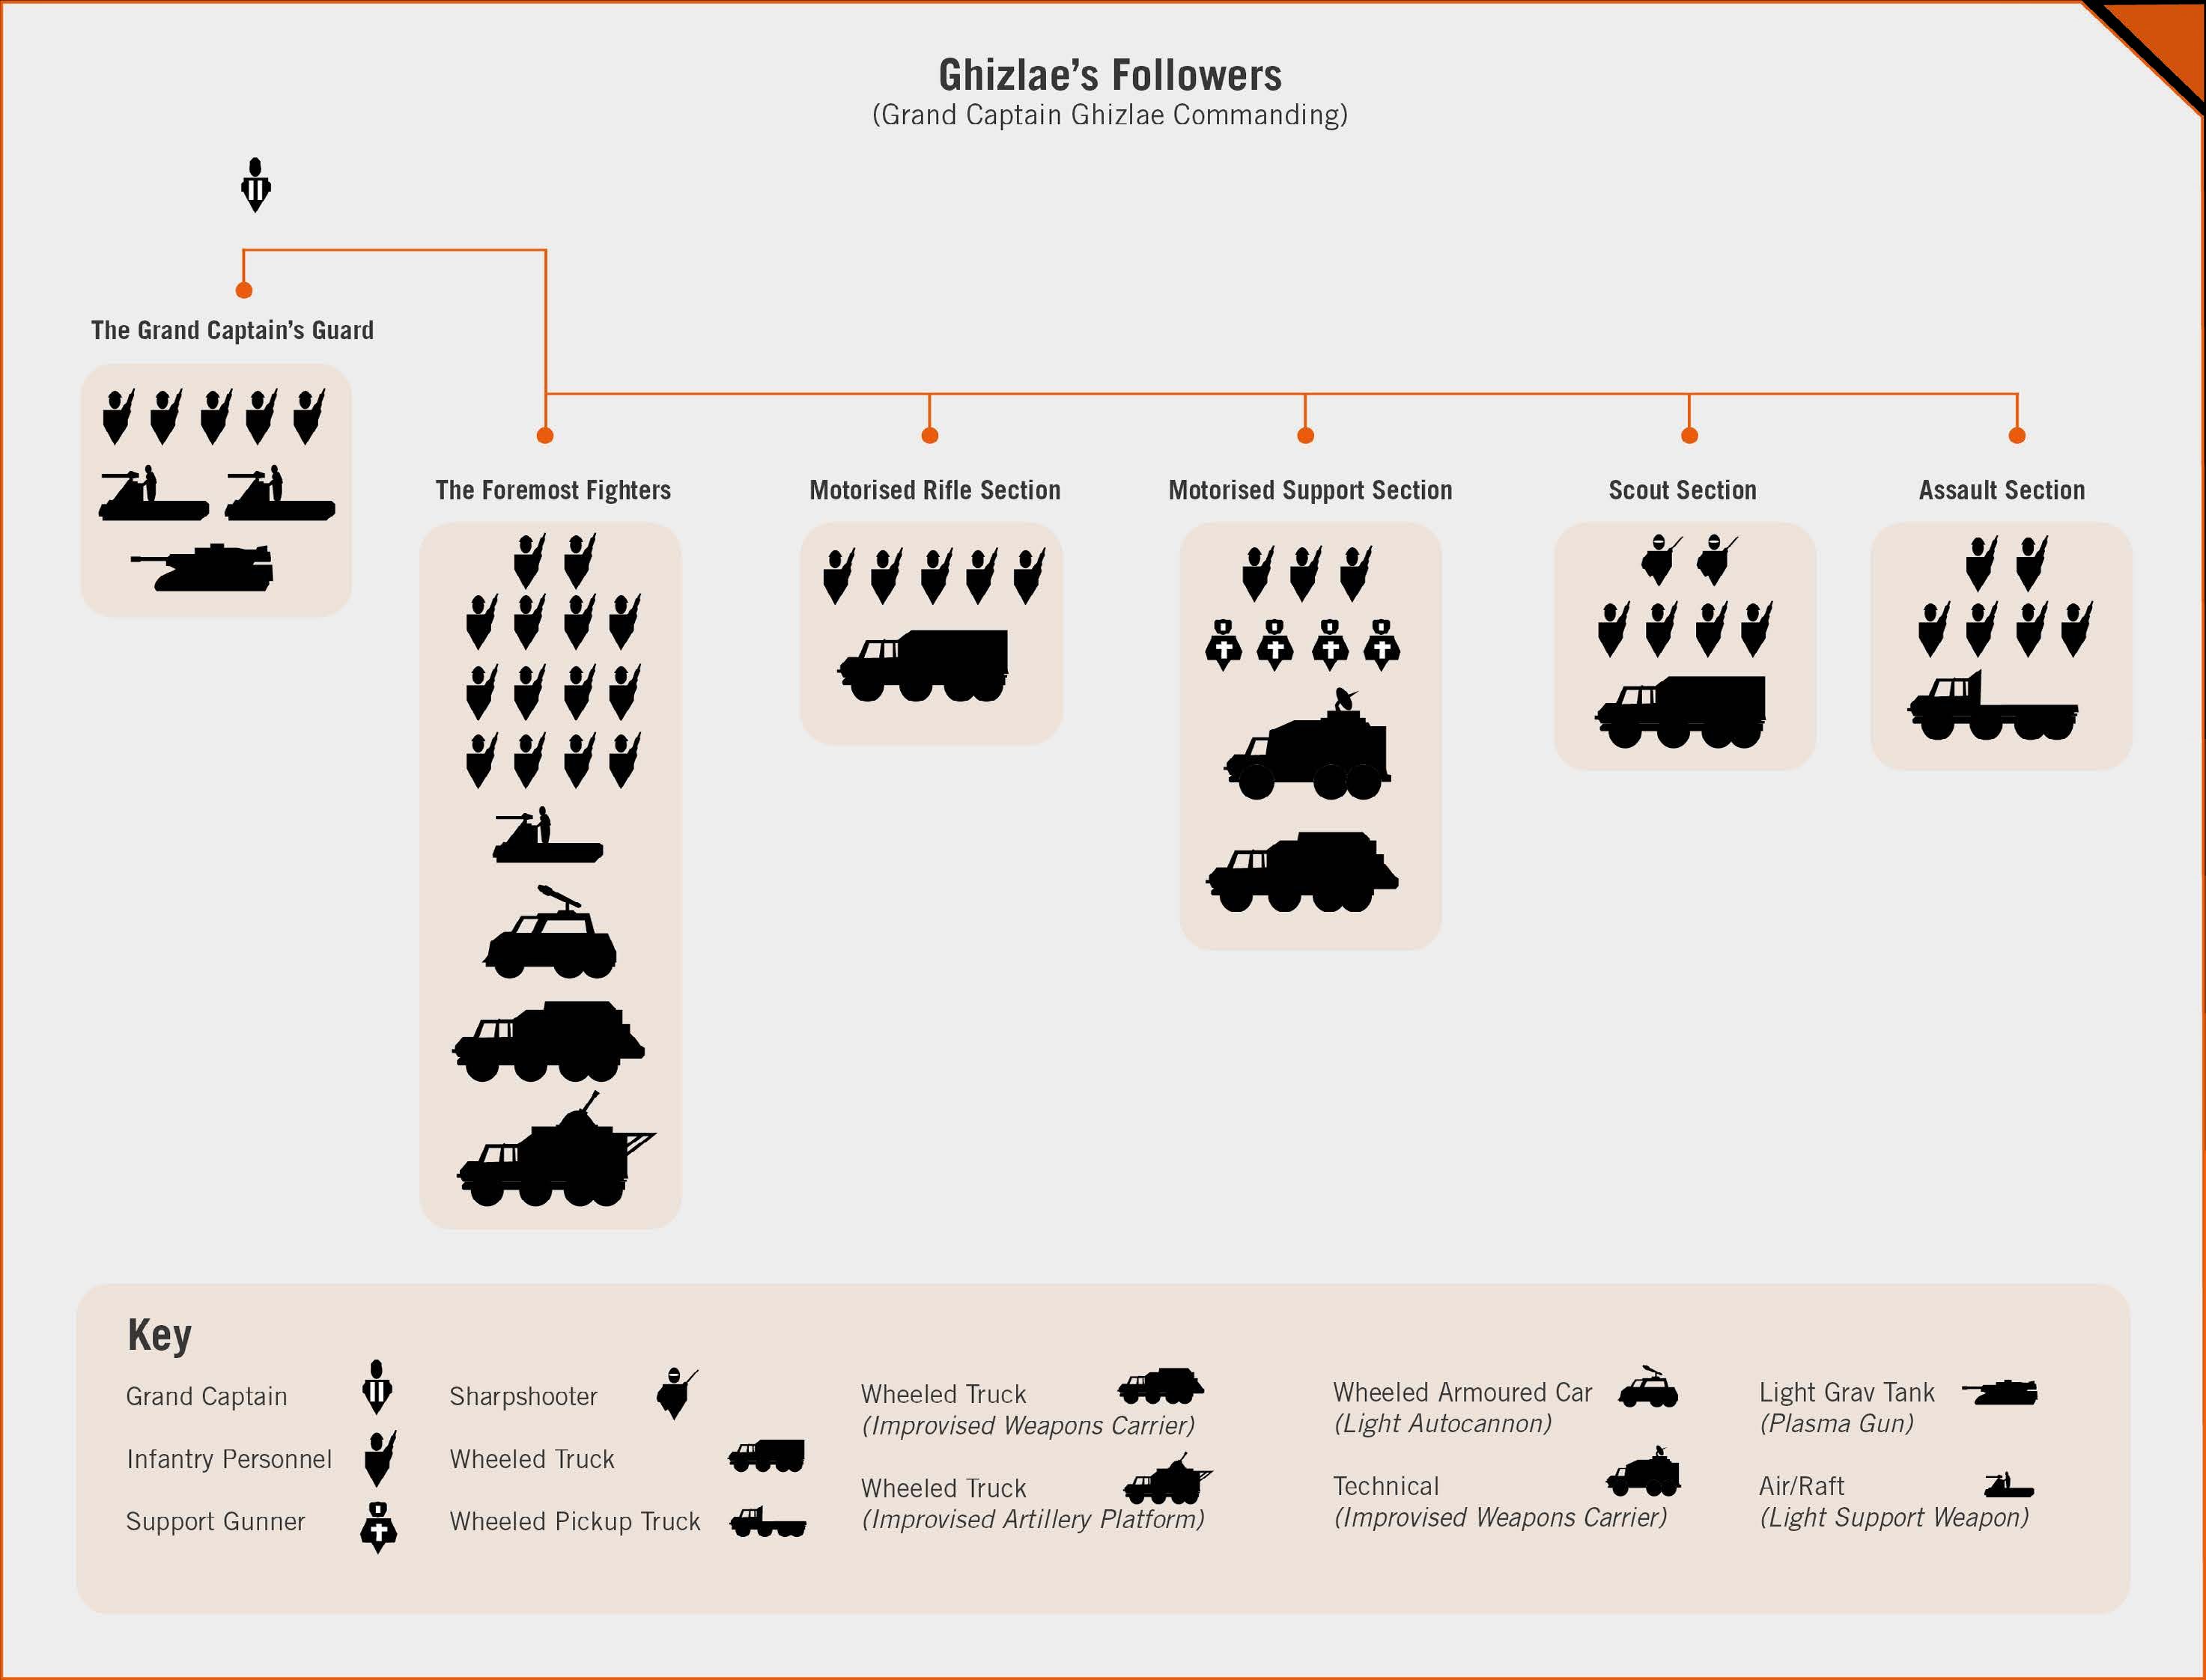 Ghizlae's Followers
(Grand Captain Ghizlae Commanding)
The Grand Captain's Guard
The Foremost Fighters
Motorised Rifle Section
Motorised Support Section
Scout Section
Assault Section
Key
Grand Captain
Infantry Personnel
Support Gunner
Sharpshooter
Wheeled Truck
Wheeled Pickup Truck
Wheeled Truck
(Improvised Weapons Carrier)
Wheeled Truck
(Improvised Artillery Platform)
Wheeled Armoured Car
(Light Autocannon)
Technical
(Improvised Weapons Carrier)
Light Grav Tank
(Plasma Gun)
Air/Raft
(Light Support Weapon)